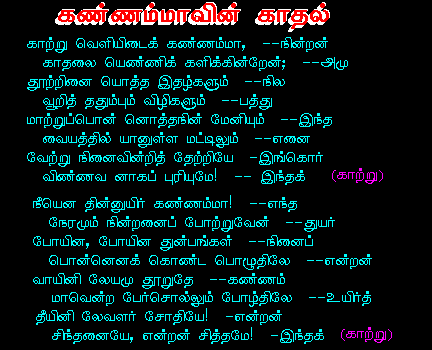 கண்ணம்மாவின் காதல்
காற்று வெளியிடைக் கண்ணம்மா, --நின்றன்
காதலை யெண்ணிக் களிக்கின்றேன்; --அமு
தூற்றினை யொத்த இதழ்களும் --நில
வூறித் ததும்பும் விழிகளும் --பத்து
மாற்றுப்பொன் னொத்தநின் மேனியும் --இந்த
வையத்தில் யானுள்ள மட்டிலும் --எனை
வேற்று நினைவின்றித் தேற்றியே -இங்கொர்
விண்ணவ னாகப் புரியுமே! -- இந்தக் (காற்று)
நீயென தின்னுயிர் கண்ணம்மா! --எந்த
நேரமும் நின்றனைப் போற்றுவேன் --துயர்
போயின, போயின துன்பங்கள் --நினைப்
பொன்னெனக் கொண்ட பொழுதிலே --என்றன்
வாயினி லேயமு தூறுதே --கண்ணம்
மாவென்ற பேர்சொல்லும் போழ்திலே --உயிர்த்
தீயினி லேவளர் சோதியே! -என்றன்
சிந்தனையே, என்றன் சித்தமே! -இந்தக் (காற்று)